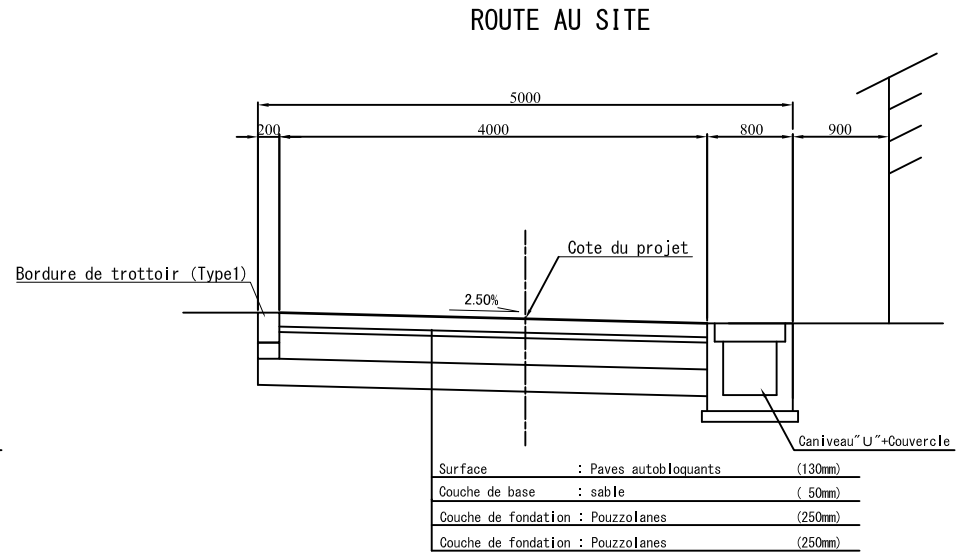 ROUTE AU SITE
5000
200
4000
800
900
Cote du projet
Bordure de trottoir (Type1)
2.50%
Caniveau"U"+Couvercle
Surface : Paves autobloquants (130mm)
Couche de base : sable ( 50mm)
Couche de fondation : Pouzzolanes (250mm)
Couche de fondation : Pouzzolanes (250mm)